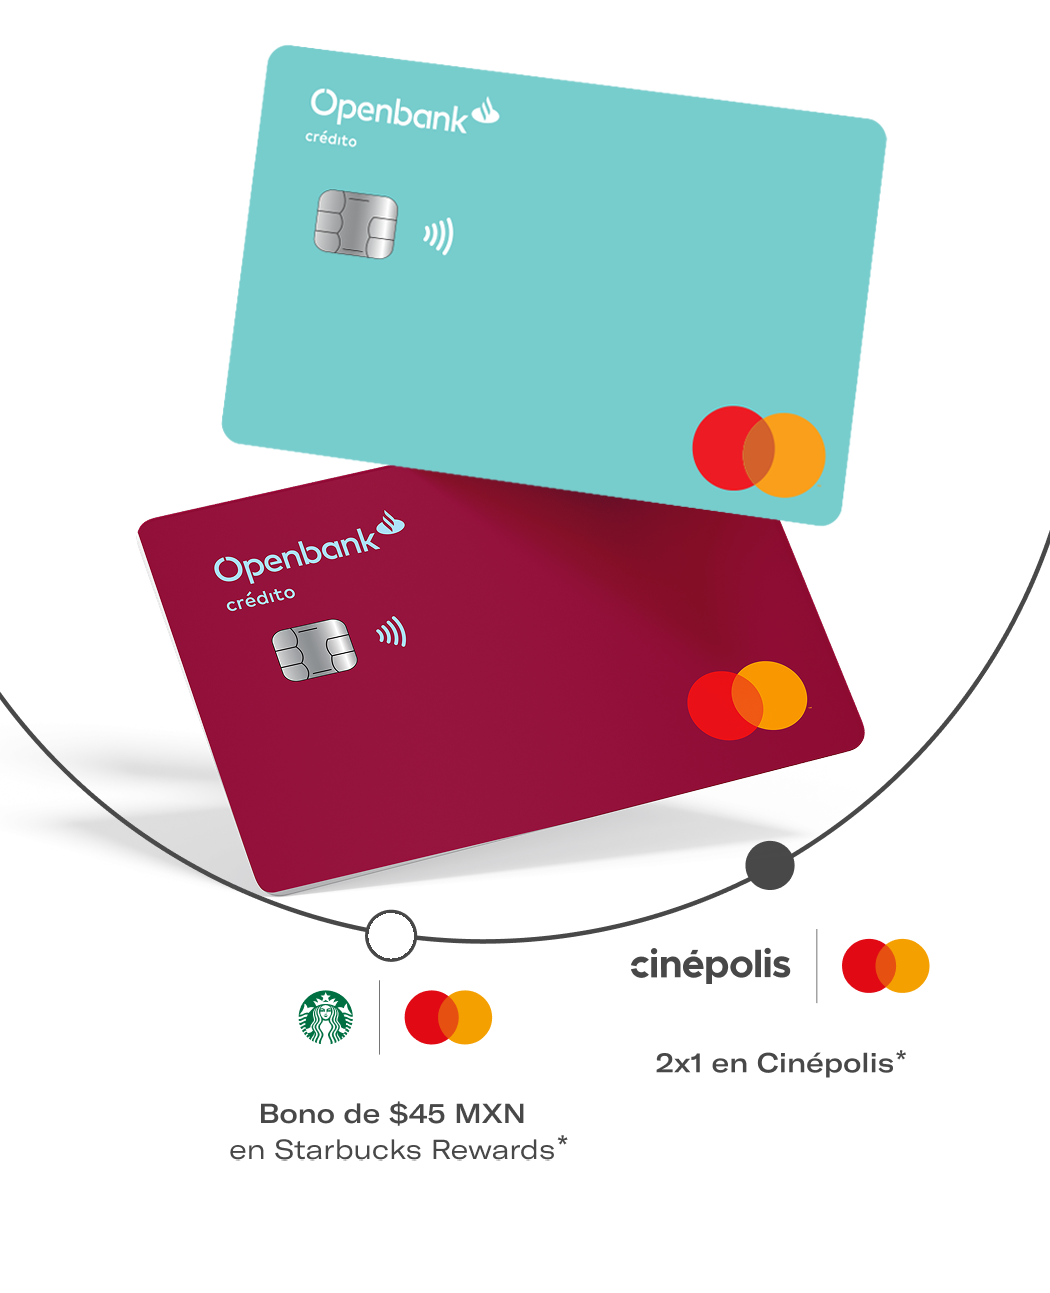 Openbank
crédito
Openbank
crédito
cinépolis
2x1 en Cinépolis*
Bono de $45 MXN
en Starbucks Rewards*